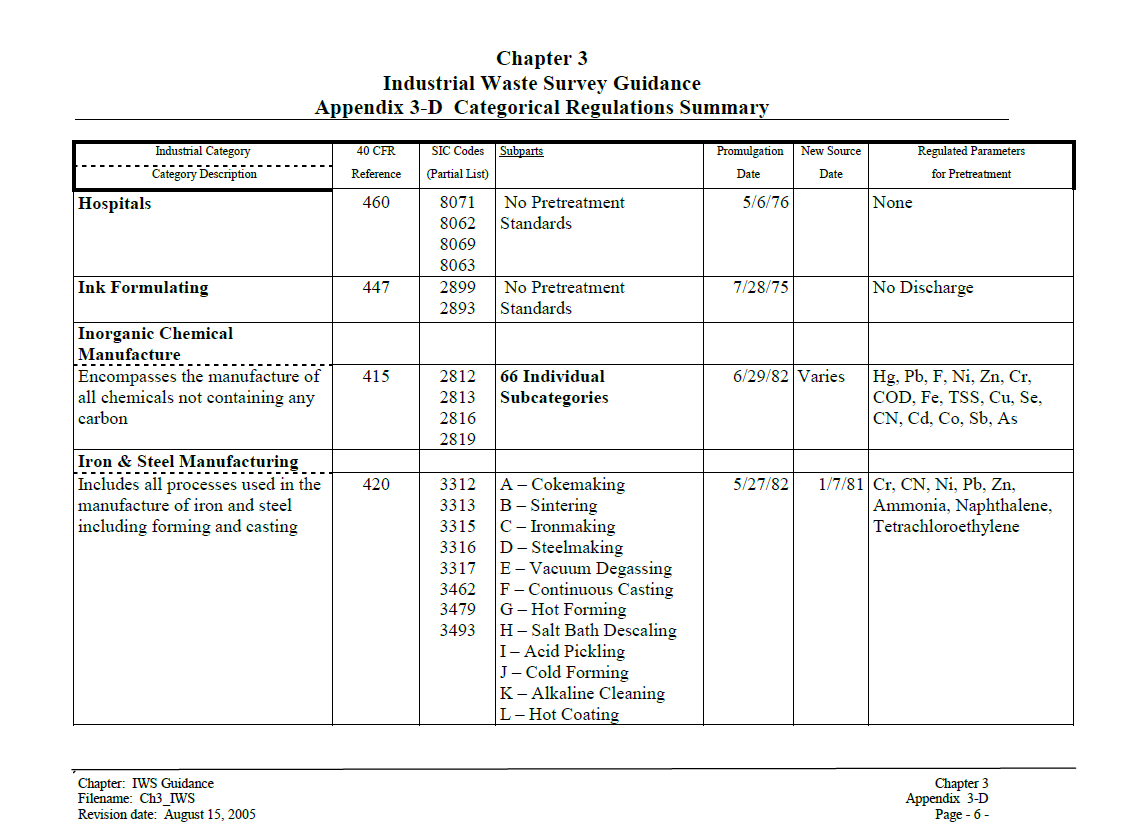 Chapter 3
Industrial Waste Survey Guidance
Appendix 3-D Categorical Regulations Summary
Industrial Category
Category Description
40 CFR
Reference
SIC Codes
(Partial List)
Subparts
Promulgation
Date
New Source
Date
Regulated Parameters
for Pretreatment
Hospitals
460
8071
8062
8069
8063
No Pretreatment
Standards
5/6/76
None
Ink Formulating
447
2899
2893
No Pretreatment
Standards
7/28/75
No Discharge
Inorganic Chemical
Manufacture
Encompasses the manufacture of
all chemicals not containing any
carbon
415
2812
2813
2816
2819
66 Individual
Subcategories
6/29/82
Varies
Hg, Pb, F, Ni, Zn, Cr,
COD, Fe, TSS, Cu, Se,
CN, Cd, Co, Sb, As
Iron & Steel Manufacturing
Includes all processes used in the
manufacture of iron and steel
including forming and casting
420
3312
3313
3315
3316
3317
3462
3479
3493
A – Cokemaking
B – Sintering
C – Ironmaking
D – Steelmaking
E – Vacuum Degassing
F – Continuous Casting
G – Hot Forming
H – Salt Bath Descaling
I – Acid Pickling
J – Cold Forming
K – Alkaline Cleaning
L – Hot Coating
5/27/82
1/7/81
Cr, CN, Ni, Pb, Zn,
Ammonia, Naphthalene,
Tetrachloroethylene
Chapter: IWS Guidance
Filename: Ch3_IWS
Revision date: August 15, 2005
Chapter 3
Appendix 3-D
Page - 6 -